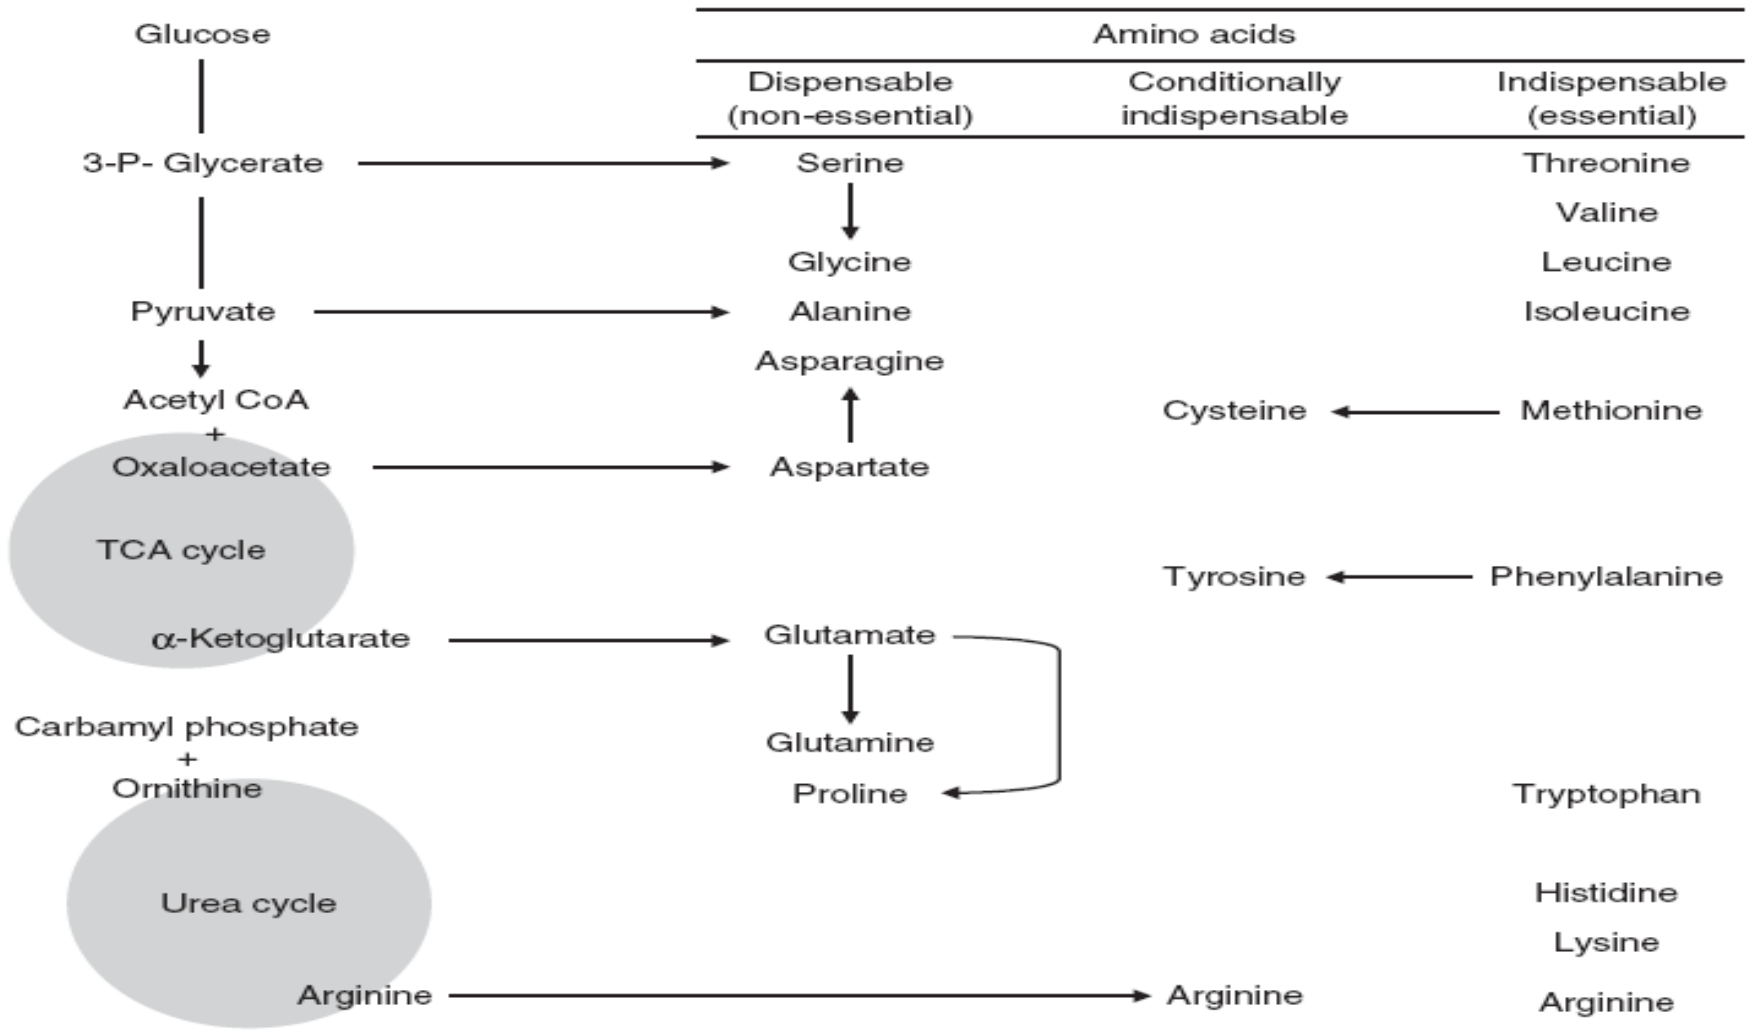 Glucose
Amino acids
Dispensable Conditionally Indispensable
(non-essential) indispensable (essential)
3-P- Glycerate Serine Threonine
Valine
Glycine Leucine
Pyruvate Alanine Isoleucine
Asparagine
Acetyl CoA Cysteine Methionine
+
Oxaloacetate Aspartate
TCA cycle
Tyrosine Phenylalanine
α-Ketoglutarate Glutamate
Carbamyl phosphate Glutamine
+
Ornithine Proline Tryptophan
Histidine
Urea cycle
Lysine
Arginine Arginine Arginine